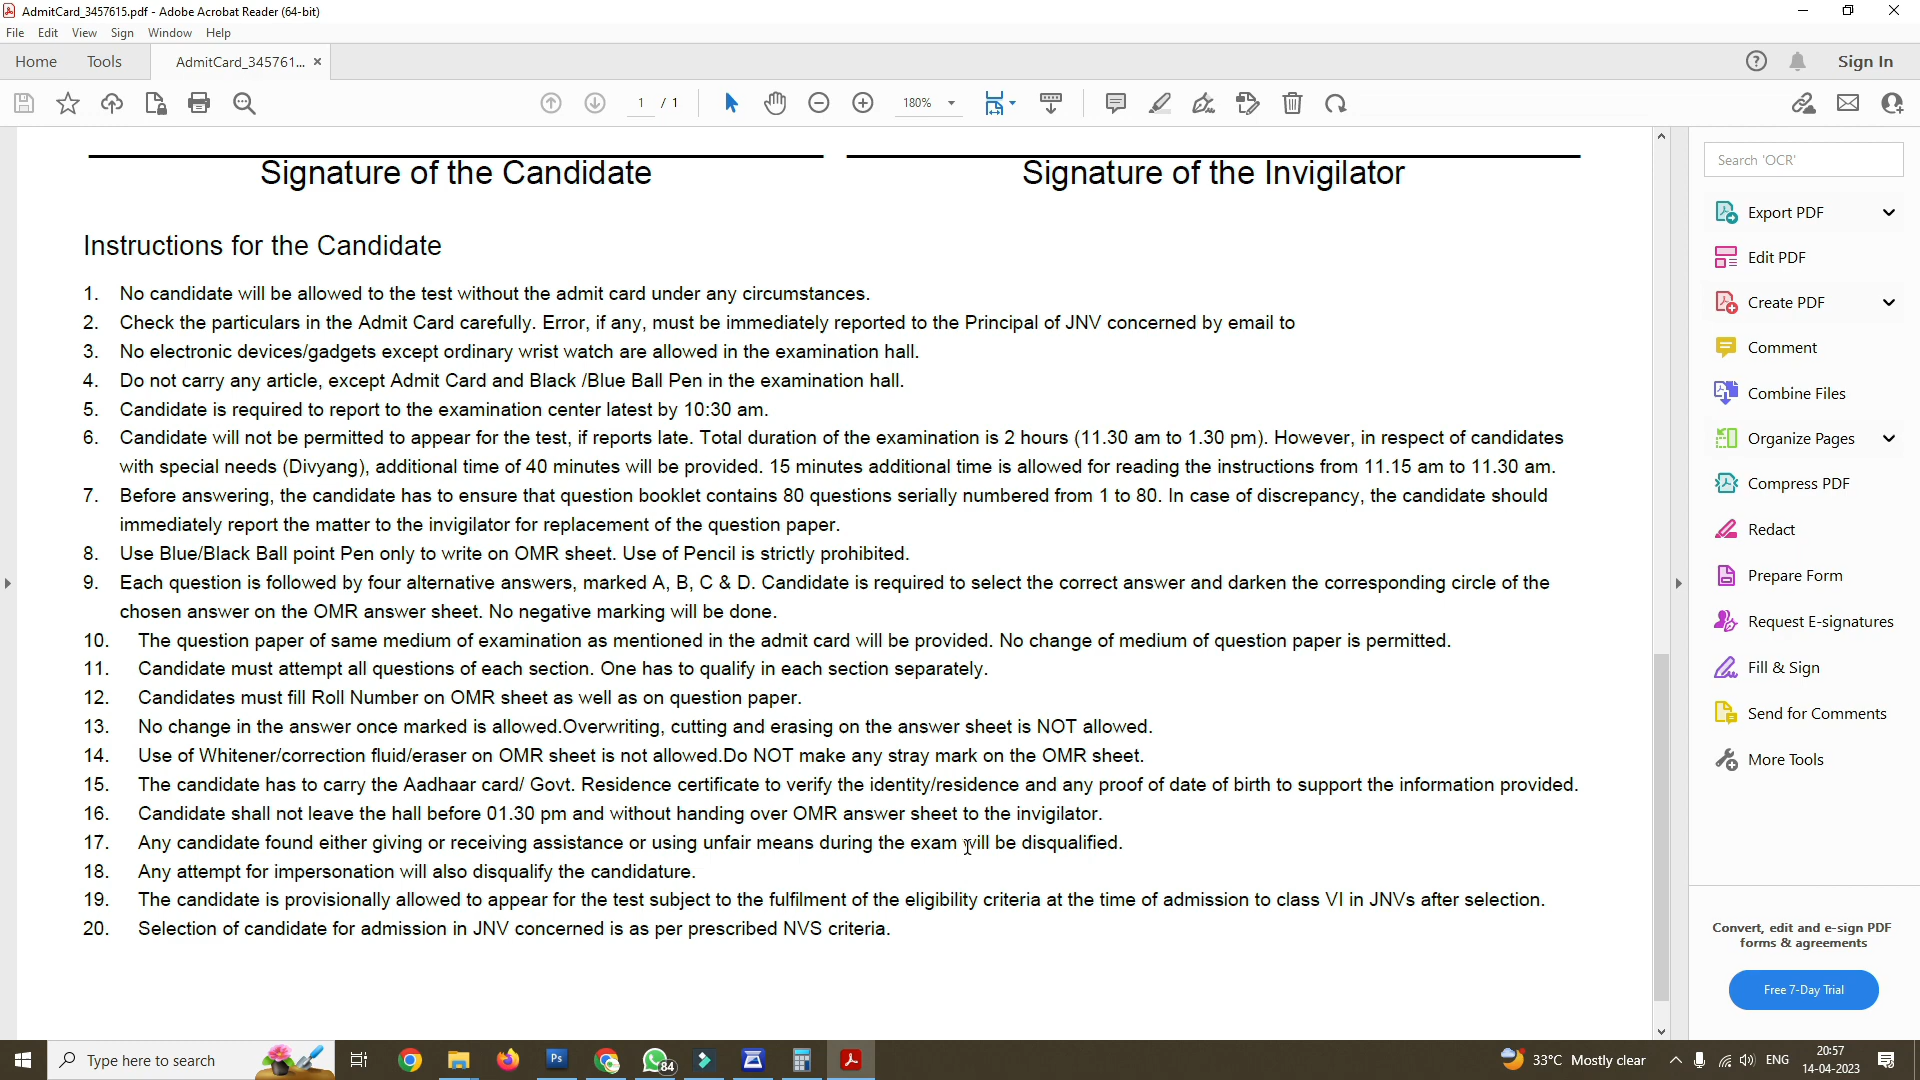 AdmitCard_3457615.pdf - Adobe Acrobat Reader (64-bit)
File Edit View Sign Window Help
Home Tools AdmitCard_345761... × Sign In
1 / 1 180%
Search 'OCR'
Signature of the Candidate Signature of the Invigilator
Instructions for the Candidate
1. No candidate will be allowed to the test without the admit card under any circumstances.
2. Check the particulars in the Admit Card carefully. Error, if any, must be immediately reported to the Principal of JNV concerned by email to
3. No electronic devices/gadgets except ordinary wrist watch are allowed in the examination hall.
4. Do not carry any article, except Admit Card and Black /Blue Ball Pen in the examination hall.
5. Candidate is required to report to the examination center latest by 10:30 am.
6. Candidate will not be permitted to appear for the test, if reports late. Total duration of the examination is 2 hours (11.30 am to 1.30 pm). However, in respect of candidates
with special needs (Divyang), additional time of 40 minutes will be provided. 15 minutes additional time is allowed for reading the instructions from 11.15 am to 11.30 am.
7. Before answering, the candidate has to ensure that question booklet contains 80 questions serially numbered from 1 to 80. In case of discrepancy, the candidate should
immediately report the matter to the invigilator for replacement of the question paper.
8. Use Blue/Black Ball point Pen only to write on OMR sheet. Use of Pencil is strictly prohibited.
9. Each question is followed by four alternative answers, marked A, B, C & D. Candidate is required to select the correct answer and darken the corresponding circle of the
chosen answer on the OMR answer sheet. No negative marking will be done.
10. The question paper of same medium of examination as mentioned in the admit card will be provided. No change of medium of question paper is permitted.
11. Candidate must attempt all questions of each section. One has to qualify in each section separately.
12. Candidates must fill Roll Number on OMR sheet as well as on question paper.
13. No change in the answer once marked is allowed.Overwriting, cutting and erasing on the answer sheet is NOT allowed.
14. Use of Whitener/correction fluid/eraser on OMR sheet is not allowed.Do NOT make any stray mark on the OMR sheet.
15. The candidate has to carry the Aadhaar card/ Govt. Residence certificate to verify the identity/residence and any proof of date of birth to support the information provided.
16. Candidate shall not leave the hall before 01.30 pm and without handing over OMR answer sheet to the invigilator.
17. Any candidate found either giving or receiving assistance or using unfair means during the exam will be disqualified.
18. Any attempt for impersonation will also disqualify the candidature.
19. The candidate is provisionally allowed to appear for the test subject to the fulfilment of the eligibility criteria at the time of admission to class VI in JNVs after selection.
20. Selection of candidate for admission in JNV concerned is as per prescribed NVS criteria.
Export PDF
Edit PDF
Create PDF
Comment
Combine Files
Organize Pages
Compress PDF
Redact
Prepare Form
Request E-signatures
Fill & Sign
Send for Comments
More Tools
Convert, edit and e-sign PDF
forms & agreements
Free 7-Day Trial
Type here to search Ps 84 33°C Mostly clear ENG 20:57
14-04-2023